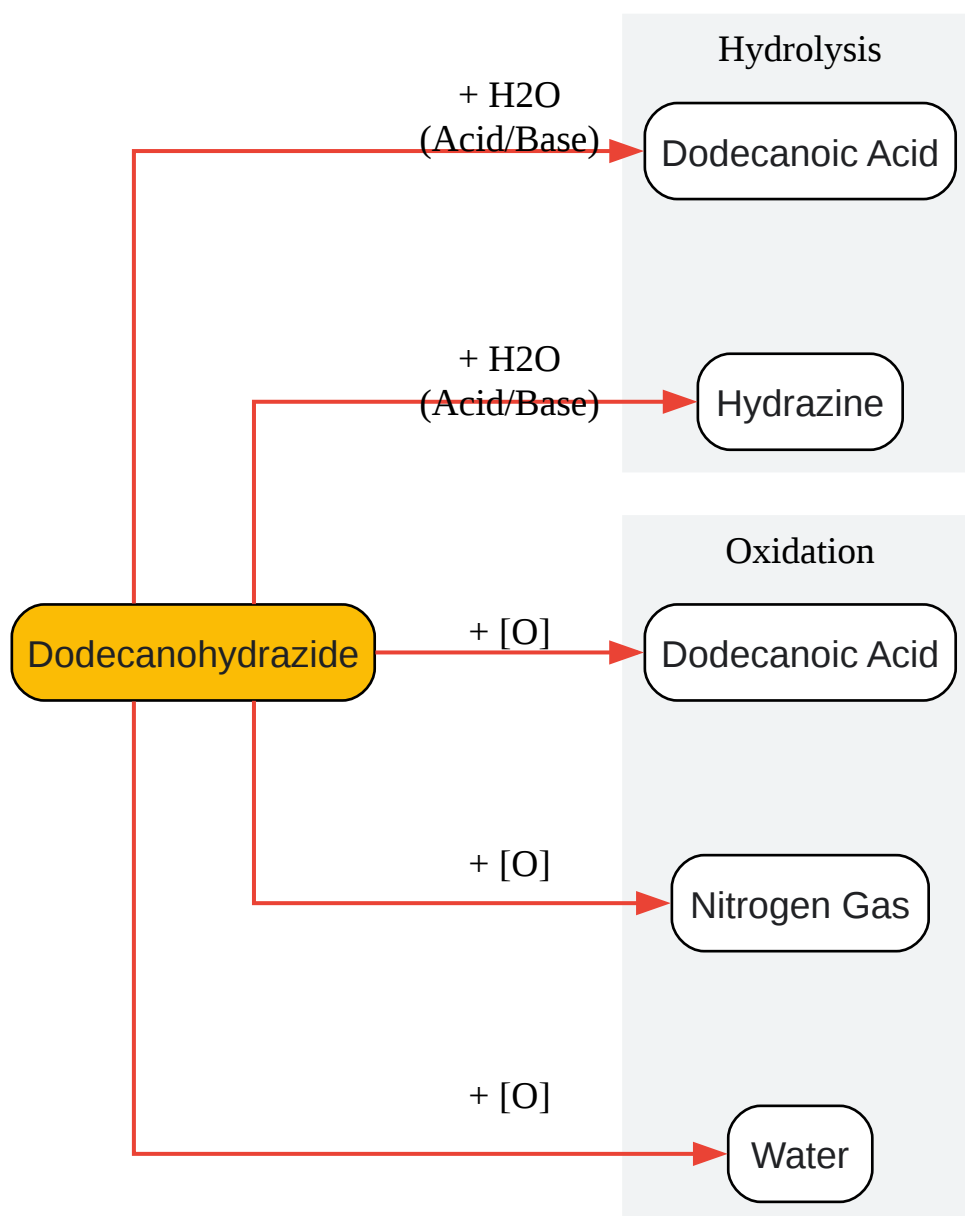 Hydrolysis
+ H2O
(Acid/Base)
Dodecanoic Acid
+ H2O
(Acid/Base)
Hydrazine
Oxidation
Dodecanohydrazide
+ [O]
Dodecanoic Acid
+ [O]
Nitrogen Gas
+ [O]
Water